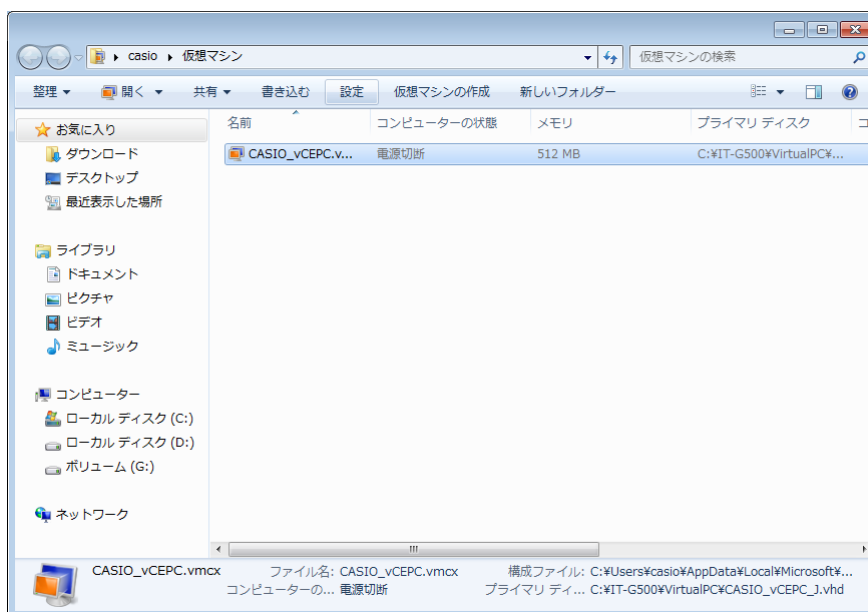 casio ▸ 仮想マシン
仮想マシンの検索
整理 開く 共有 書き込む 設定 仮想マシンの作成 新しいフォルダー
名前 コンピューターの状態 メモリ プライマリ ディスク コ
CASIO_vCEPC.v... 電源切断 512 MB C:¥IT-G500¥VirtualPC¥...
お気に入り
ダウンロード
デスクトップ
最近表示した場所
ライブラリ
ドキュメント
ピクチャ
ビデオ
ミュージック
コンピューター
ローカル ディスク (C:)
ローカル ディスク (D:)
ボリューム (G:)
ネットワーク
CASIO_vCEPC.vmcx ファイル名: CASIO_vCEPC.vmcx 構成ファイル: C:¥Users¥casio¥AppData¥Local¥Microsoft¥...
コンピューターの... 電源切断 プライマリ ディ... C:¥IT-G500¥VirtualPC¥CASIO_vCEPC_J.vhd